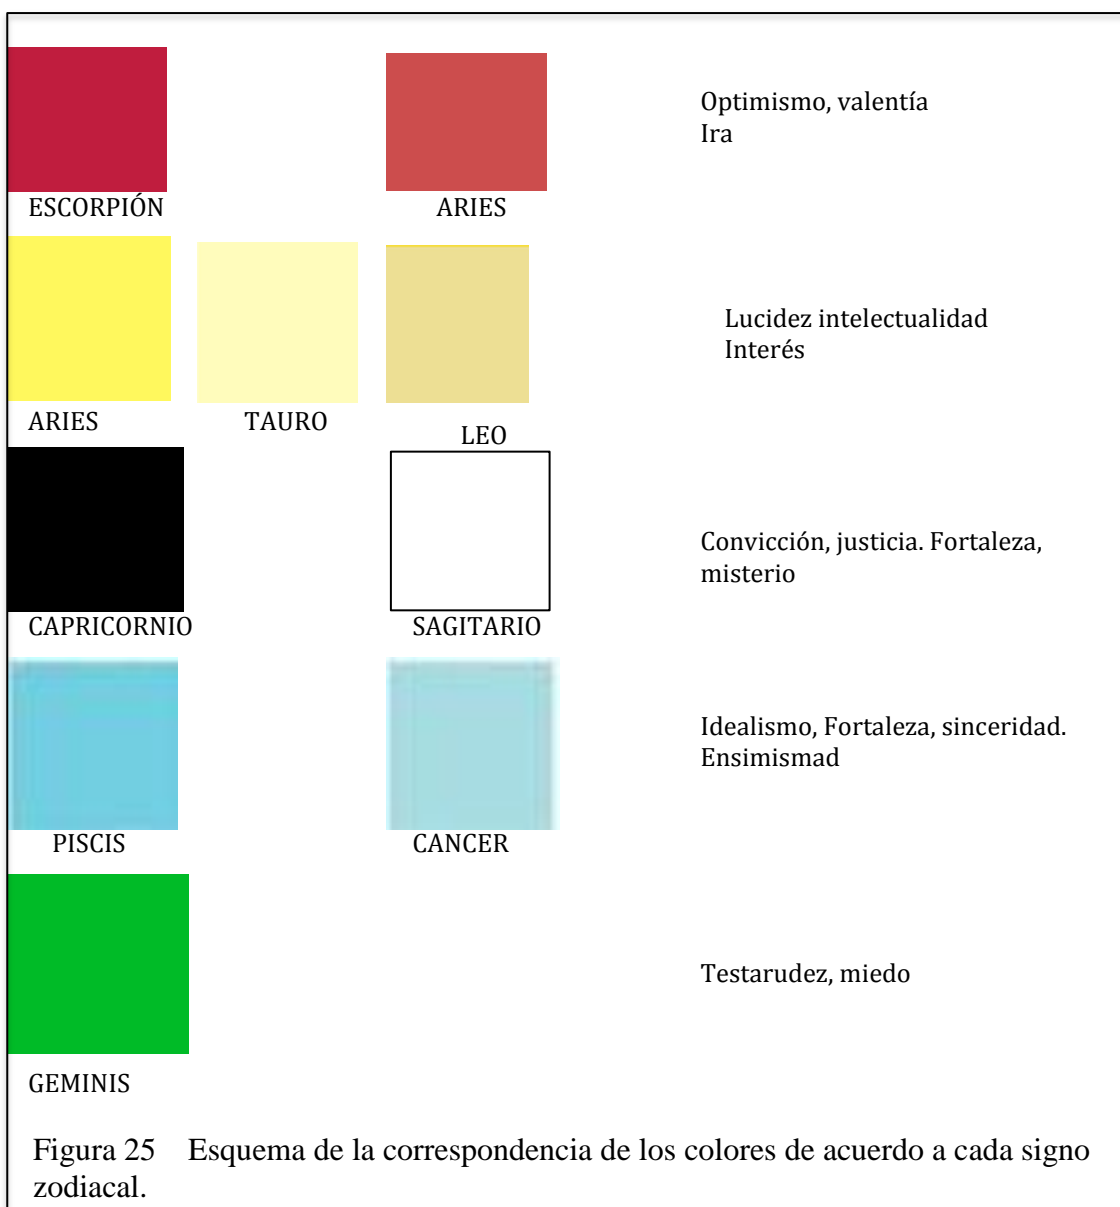 Optimismo, valentía
Ira
ESCORPIÓN ARIES
Lucidez intelectualidad
Interés
ARIES TAURO LEO
Convicción, justicia. Fortaleza,
misterio
CAPRICORNIO SAGITARIO
Idealismo, Fortaleza, sinceridad.
Ensimismad
PISCIS CANCER
Testarudez, miedo
GEMINIS
Figura 25 Esquema de la correspondencia de los colores de acuerdo a cada signo
zodiacal.